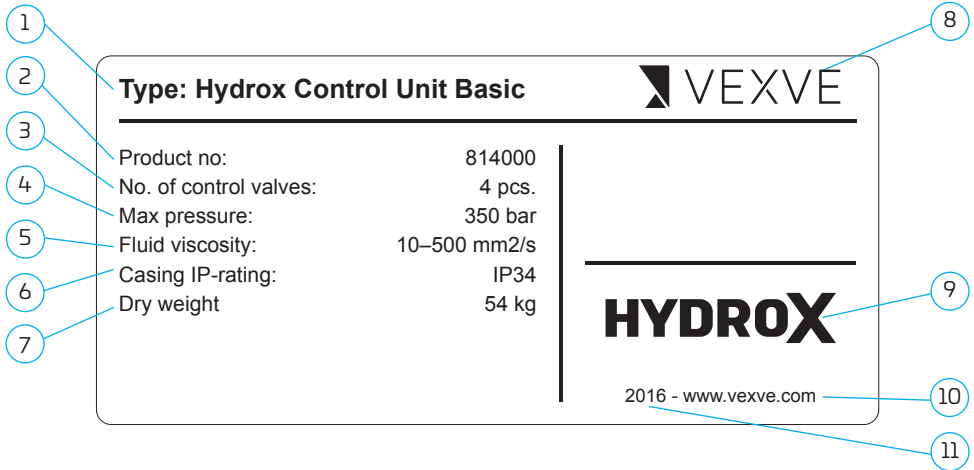 1
8
Type: Hydrox Control Unit Basic
VEXVE
2
3
4
5
6
7
Product no: 814000
No. of control valves: 4 pcs.
Max pressure: 350 bar
Fluid viscosity: 10–500 mm2/s
Casing IP-rating: IP34
Dry weight 54 kg
9
HYDROX
2016 - www.vexve.com
10
11